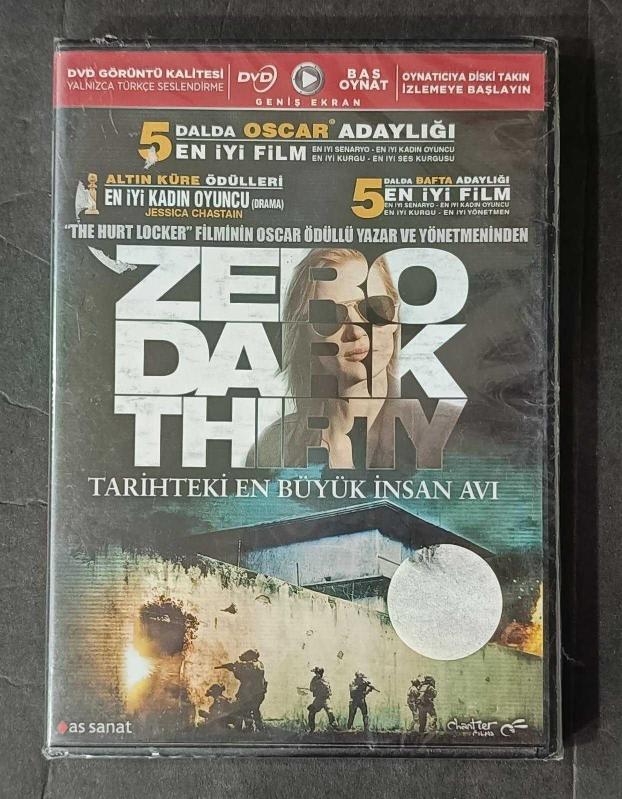 DVD GÖRÜNTÜ KALİTESİ
YALNIZCA TÜRKÇE SESLENDİRME
DVD
GENİŞ EKRAN
BAS
OYNAT
OYNATICIYA DİSKİ TAKIN
İZLEMEYE BAŞLAYIN
5 DALDA OSCAR® ADAYLIĞI
EN İYİ FİLM
EN İYİ SENARYO - EN İYİ KADIN OYUNCU
EN İYİ KURGU - EN İYİ SES KURGUSU
ALTIN KÜRE ÖDÜLLERİ
EN İYİ KADIN OYUNCU (DRAMA)
JESSICA CHASTAIN
5 DALDA BAFTA ADAYLIĞI
EN İYİ FİLM
EN İYİ SENARYO - EN İYİ KADIN OYUNCU
EN İYİ KURGU - EN İYİ YÖNETMEN
"THE HURT LOCKER" FİLMİNİN OSCAR ÖDÜLLÜ YAZAR VE YÖNETMENİNDEN
ZERO
DARK
THIRTY
TARİHTEKİ EN BÜYÜK İNSAN AVI
as sanat
Chantier
FILMS